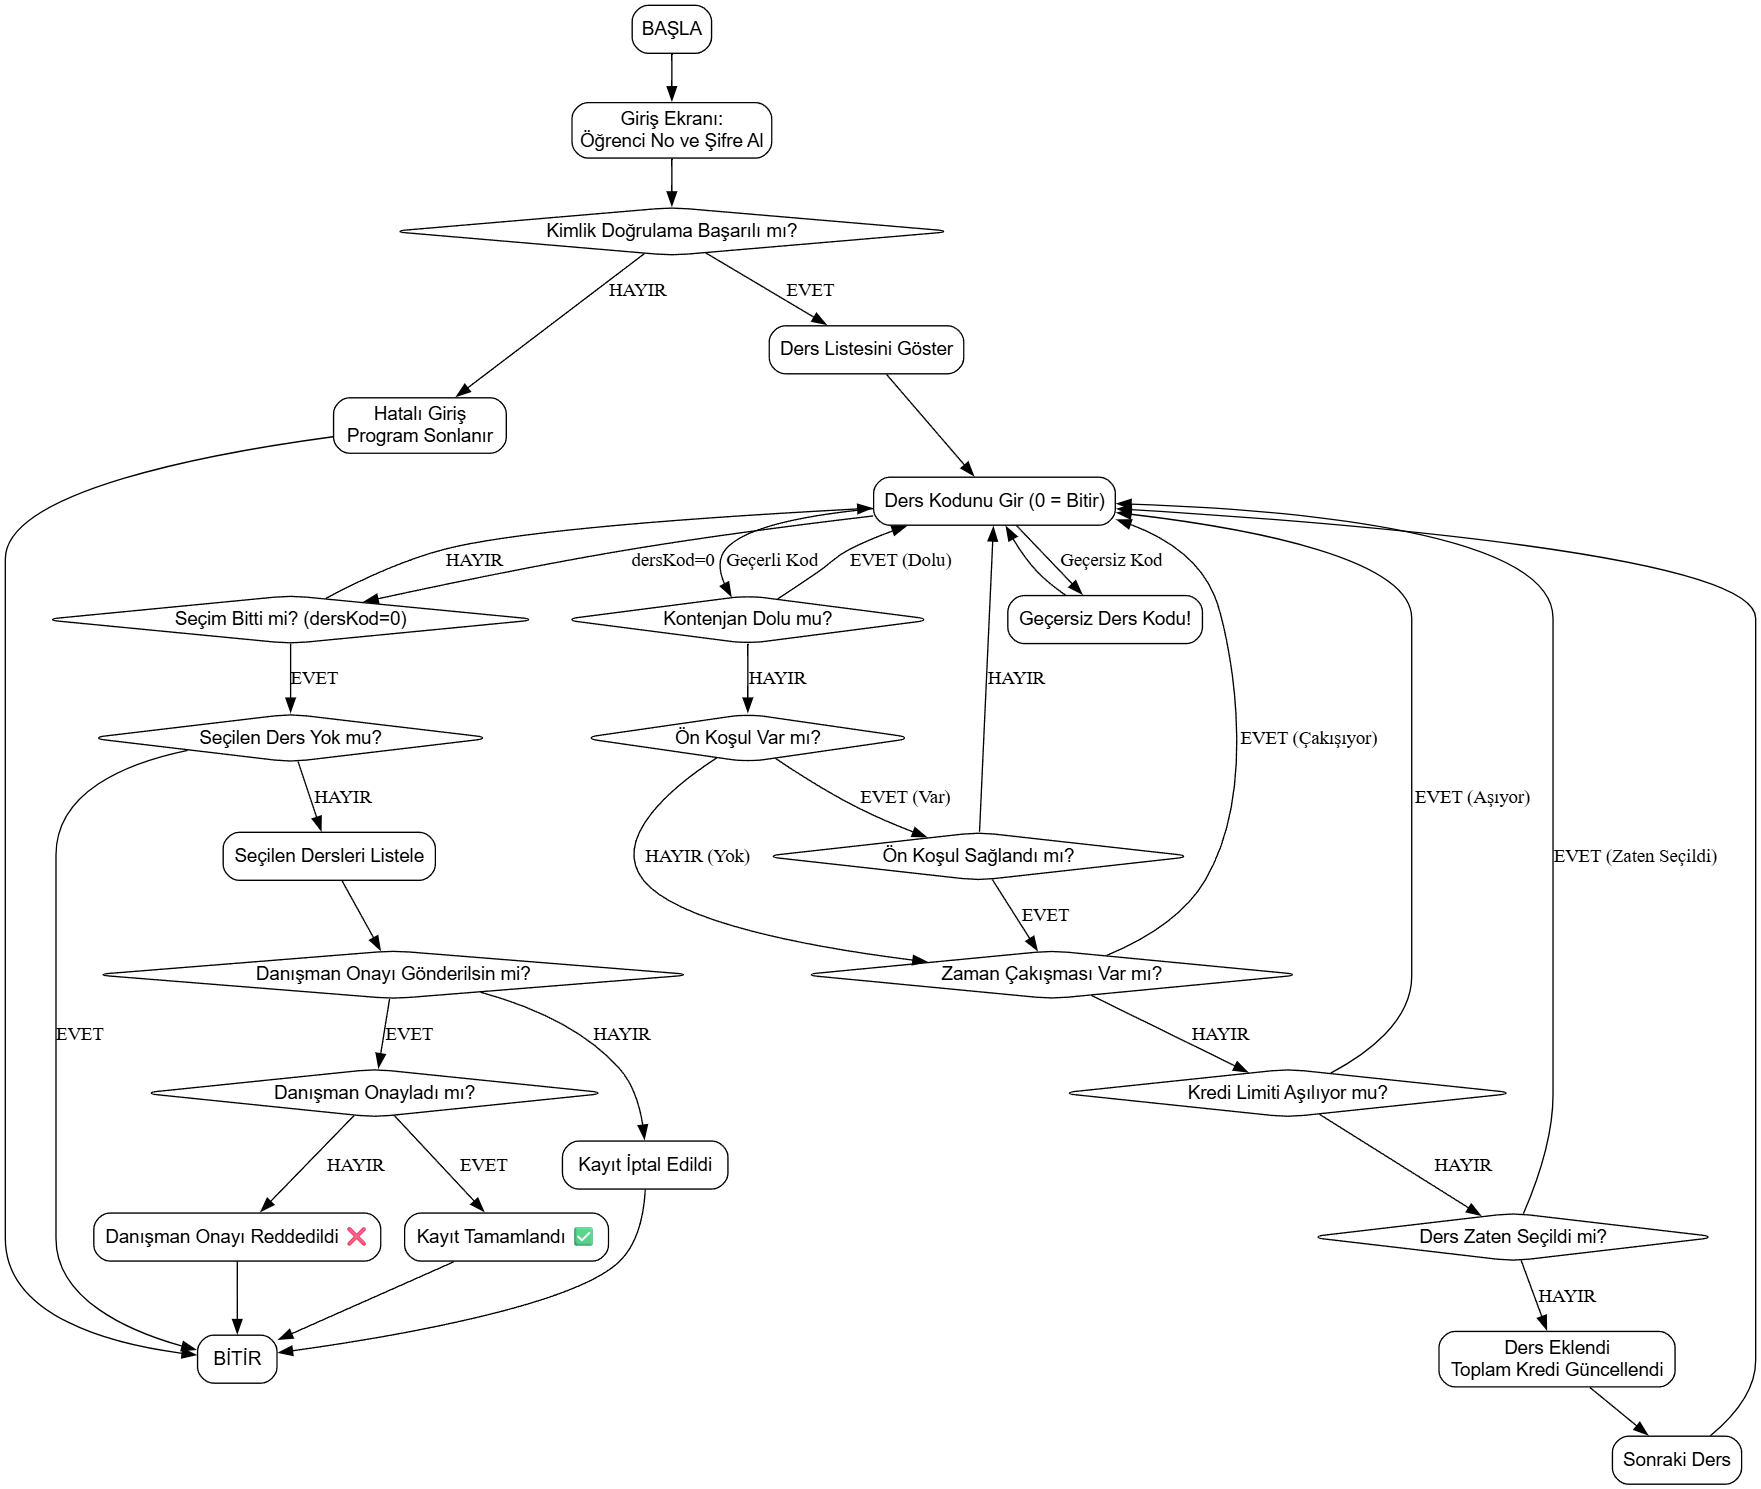 BAŞLA
Giriş Ekranı:
Öğrenci No ve Şifre Al
Kimlik Doğrulama Başarılı mı?
HAYIR
EVET
Ders Listesini Göster
Hatalı Giriş
Program Sonlanır
Ders Kodunu Gir (0 = Bitir)
HAYIR
dersKod=0
Geçerli Kod
EVET (Dolu)
Geçersiz Kod
Seçim Bitti mi? (dersKod=0)
Kontenjan Dolu mu?
Geçersiz Ders Kodu!
EVET
HAYIR
HAYIR
Seçilen Ders Yok mu?
Ön Koşul Var mı?
EVET (Çakışıyor)
HAYIR
EVET (Var)
EVET (Aşıyor)
Seçilen Dersleri Listele
HAYIR (Yok)
Ön Koşul Sağlandı mı?
EVET (Zaten Seçildi)
EVET
Danışman Onayı Gönderilsin mi?
Zaman Çakışması Var mı?
EVET
EVET
HAYIR
HAYIR
Danışman Onayladı mı?
Kredi Limiti Aşılıyor mu?
HAYIR
EVET
Kayıt İptal Edildi
HAYIR
Danışman Onayı Reddedildi ❌
Kayıt Tamamlandı ✅
Ders Zaten Seçildi mi?
HAYIR
BİTİR
Ders Eklendi
Toplam Kredi Güncellendi
Sonraki Ders